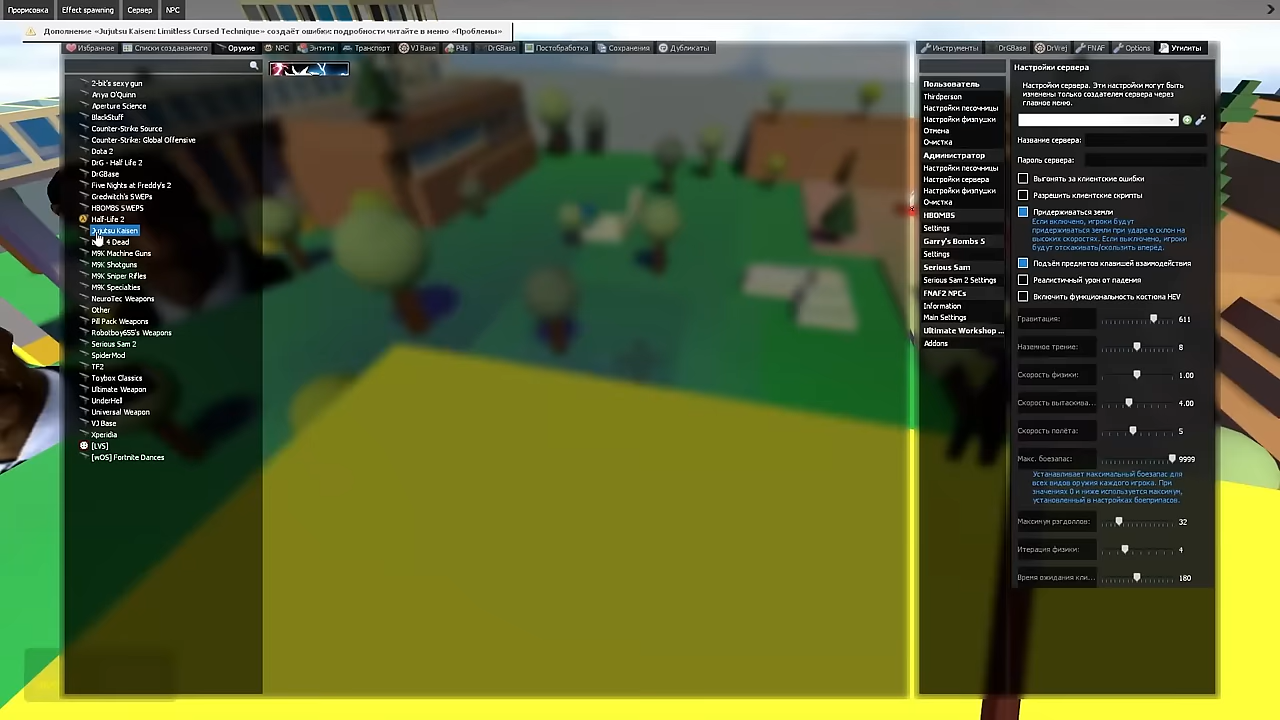 Прорисовка Effect spawning Сервер NPC
Дополнение «Jujutsu Kaisen: Limitless Cursed Technique» создаёт ошибки: подробности читайте в меню «Проблемы»
Избранное Списки создаваемого Оружие NPC Энтити Транспорт VJ Base Pills DrGBase Постобработка Сохранения Дубликаты
2-bit's sexy gun
Anya O'Quinn
Aperture Science
BlackStuff
Counter-Strike Source
Counter-Strike: Global Offensive
Dota 2
DrG - Half Life 2
DrGBase
Five Nights at Freddy's 2
Gredwitch's SWEPs
HBOMBS SWEPS
Half-Life 2
Jujutsu Kaisen
4 Dead
M9K Machine Guns
M9K Shotguns
M9K Sniper Rifles
M9K Specialties
NeuroTec Weapons
Other
Pill Pack Weapons
Robotboy655's Weapons
Serious Sam 2
SpiderMod
TF2
Toybox Classics
Ultimate Weapon
UnderHell
Universal Weapon
VJ Base
Xperidia
[LVS]
[wOS] Fortnite Dances
Инструменты DrGBase DrVrej FNAF Options Утилиты
Пользователь
Thirdperson
Настройки песочницы
Настройки физпушки
Отмена
Очистка
Администратор
Настройки песочницы
Настройки сервера
Настройки физпушки
Очистка
HBOMBS
Settings
Garry's Bombs 5
Settings
Serious Sam
Serious Sam 2 Settings
FNAF2 NPCs
Information
Main Settings
Ultimate Workshop ...
Addons
Настройки сервера
Настройки сервера. Эти настройки могут быть
изменены только создателем сервера через
главное меню.
Название сервера:
Пароль сервера:
Выгонять за клиентские ошибки
Разрешить клиентские скрипты
Придерживаться земли
Если включено, игроки будут
придерживаться земли при ударе о склон на
высоких скоростях. Если выключено, игроки
будут отскакивать/скользить вперёд.
Подъём предметов клавишей взаимодействия
Реалистичный урон от падения
Включить функциональность костюма HEV
Гравитация: 611
Наземное трение: 8
Скорость физики: 1.00
Скорость вытаскива... 4.00
Скорость полёта: 5
Макс. боезапас: 9999
Устанавливает максимальный боезапас для
всех видов оружия каждого игрока. При
значениях 0 и ниже используется максимум,
установленный в настройках боеприпасов.
Максимум рэгдоллов: 32
Итерация физики: 4
Время ожидания кли... 180